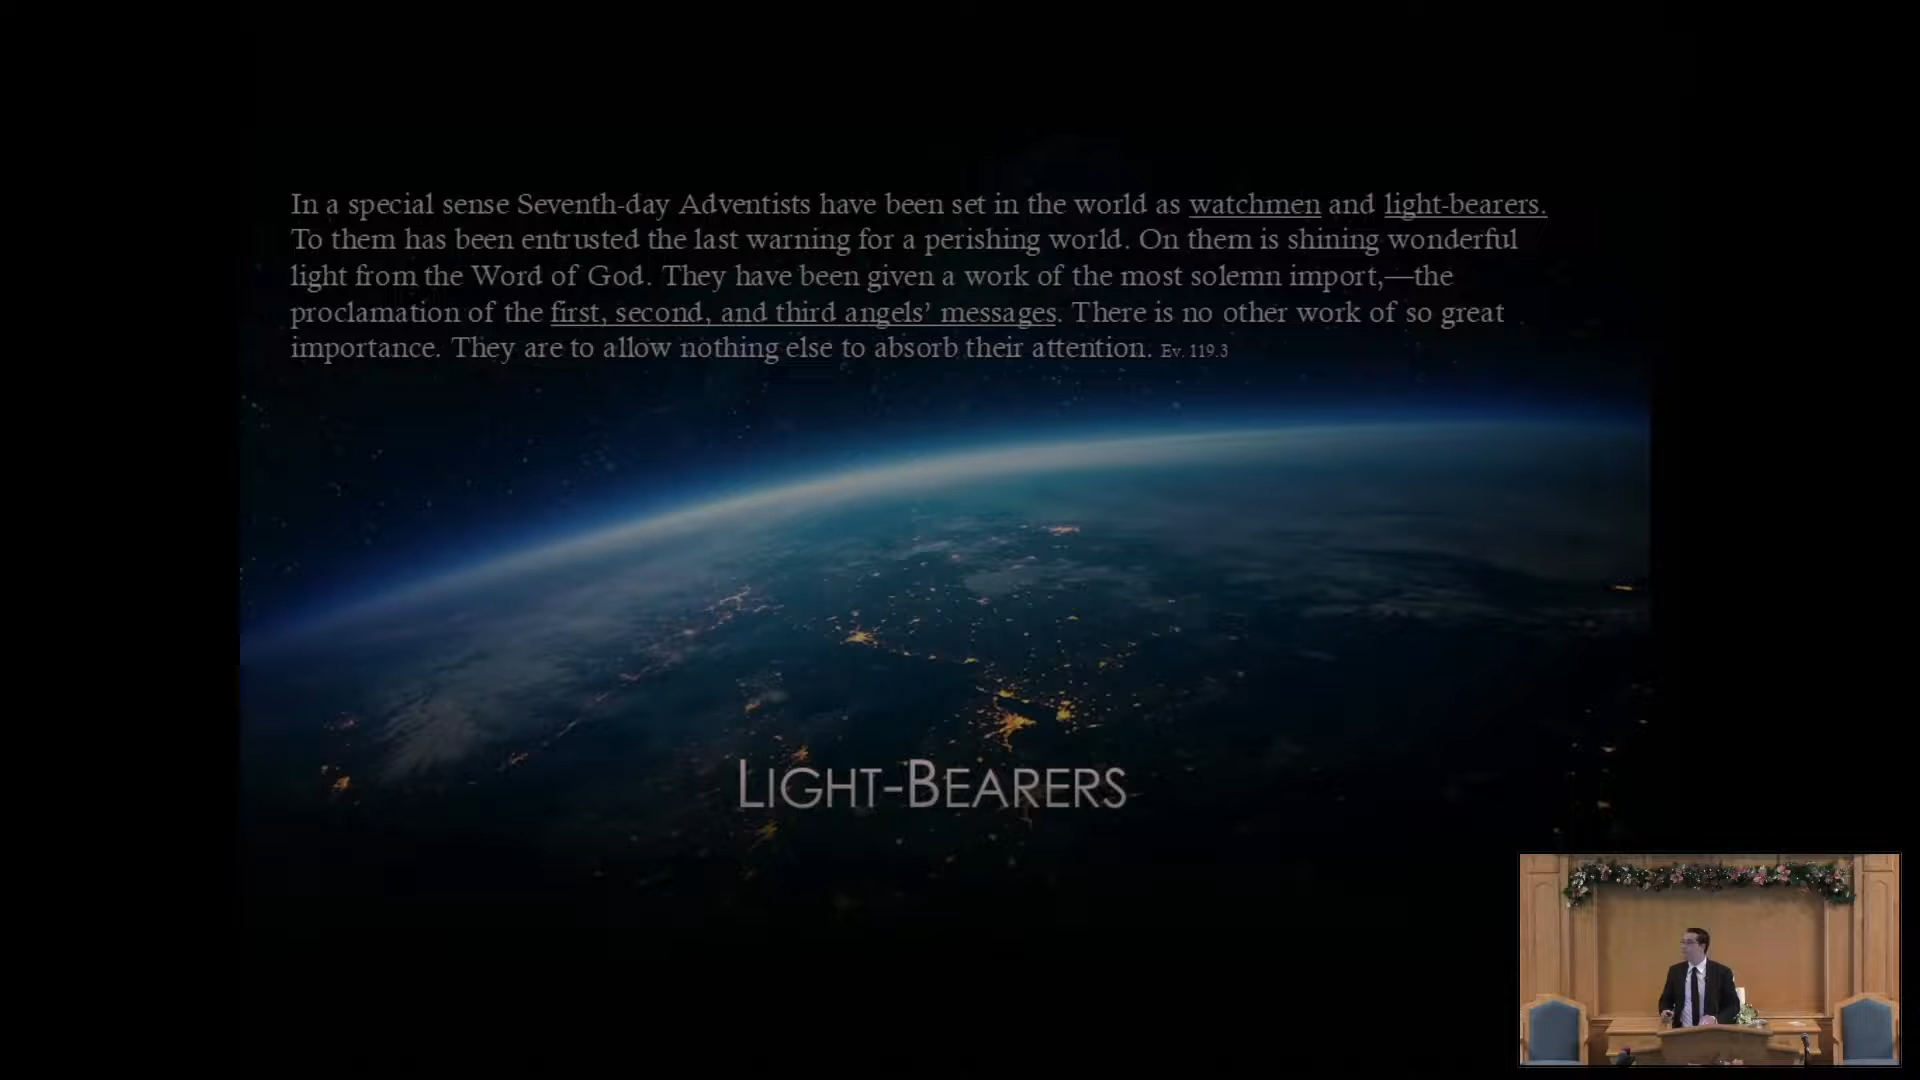 In a special sense Seventh-day Adventists have been set in the world as watchmen and light-bearers.
To them has been entrusted the last warning for a perishing world. On them is shining wonderful
light from the Word of God. They have been given a work of the most solemn import,—the
proclamation of the first, second, and third angels’ messages. There is no other work of so great
importance. They are to allow nothing else to absorb their attention. Ev. 119.3
LIGHT-BEARERS